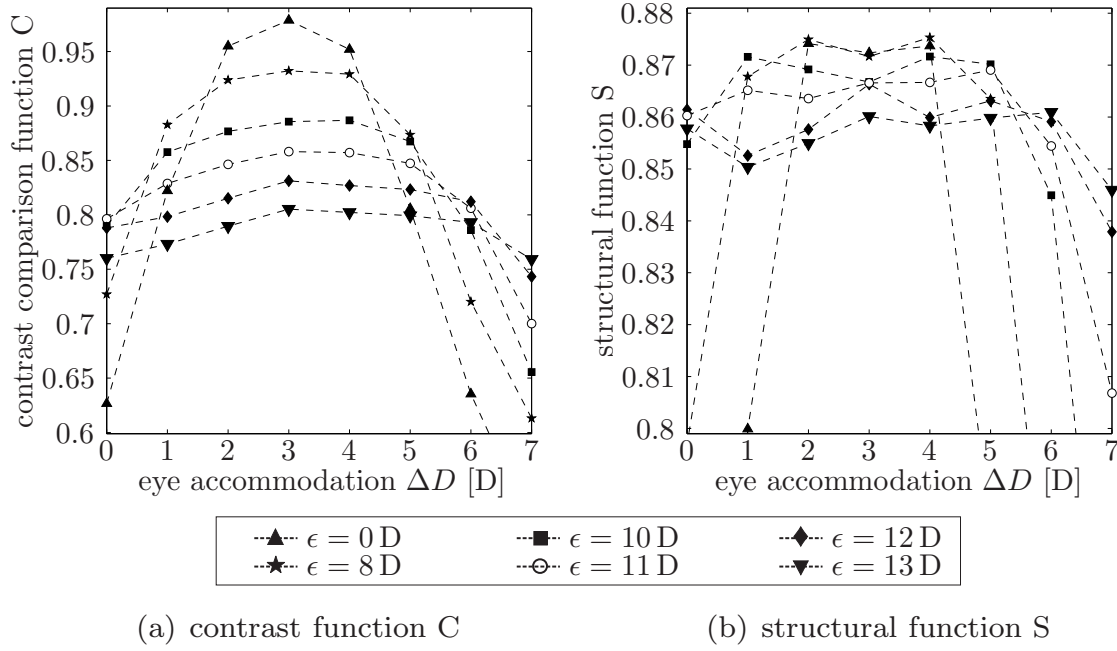 contrast comparison function C
0.95
0.9
0.85
0.8
0.75
0.7
0.65
0.6
0 1 2 3 4 5 6 7
eye accommodation ΔD [D]
structural function S
0.88
0.87
0.86
0.85
0.84
0.83
0.82
0.81
0.8
0 1 2 3 4 5 6 7
eye accommodation ΔD [D]
ϵ = 0 D ϵ = 10 D ϵ = 12 D
ϵ = 8 D ϵ = 11 D ϵ = 13 D
(a) contrast function C
(b) structural function S